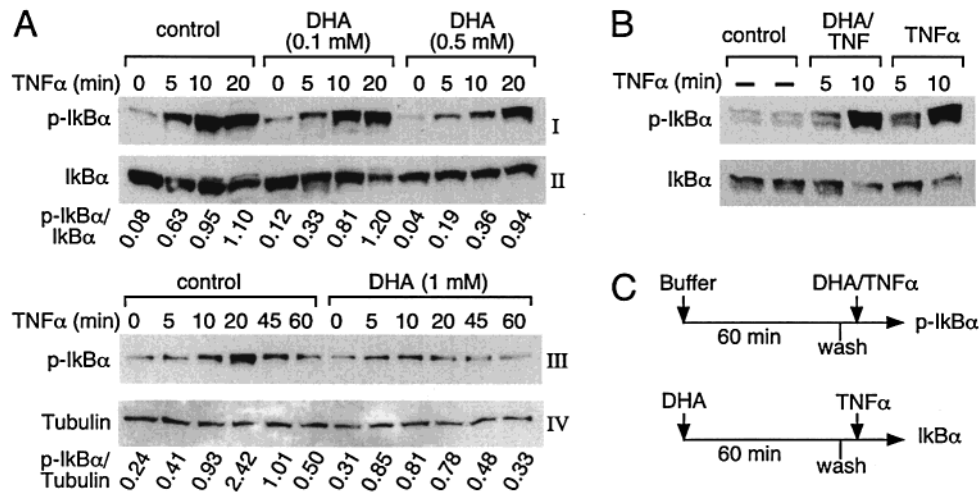 A
control
DHA
(0.1 mM)
DHA
(0.5 mM)
TNFα (min) 0 5 10 20 0 5 10 20 0 5 10 20
p-IkBα I
IkBα II
p-IkBα/
IkBα
0.08 0.63 0.95 1.10 0.12 0.33 0.81 1.20 0.04 0.19 0.36 0.94
control DHA (1 mM)
TNFα (min) 0 5 10 20 45 60 0 5 10 20 45 60
p-IkBα III
Tubulin IV
p-IkBα/
Tubulin
0.24 0.41 0.93 2.42 1.01 0.50 0.31 0.85 0.81 0.78 0.48 0.33
B
control
DHA/
TNF
TNFα
TNFα (min) – – 5 10 5 10
p-IkBα
IkBα
C
Buffer DHA/TNFα
60 min
wash
p-IkBα
DHA TNFα
60 min
wash
IkBα